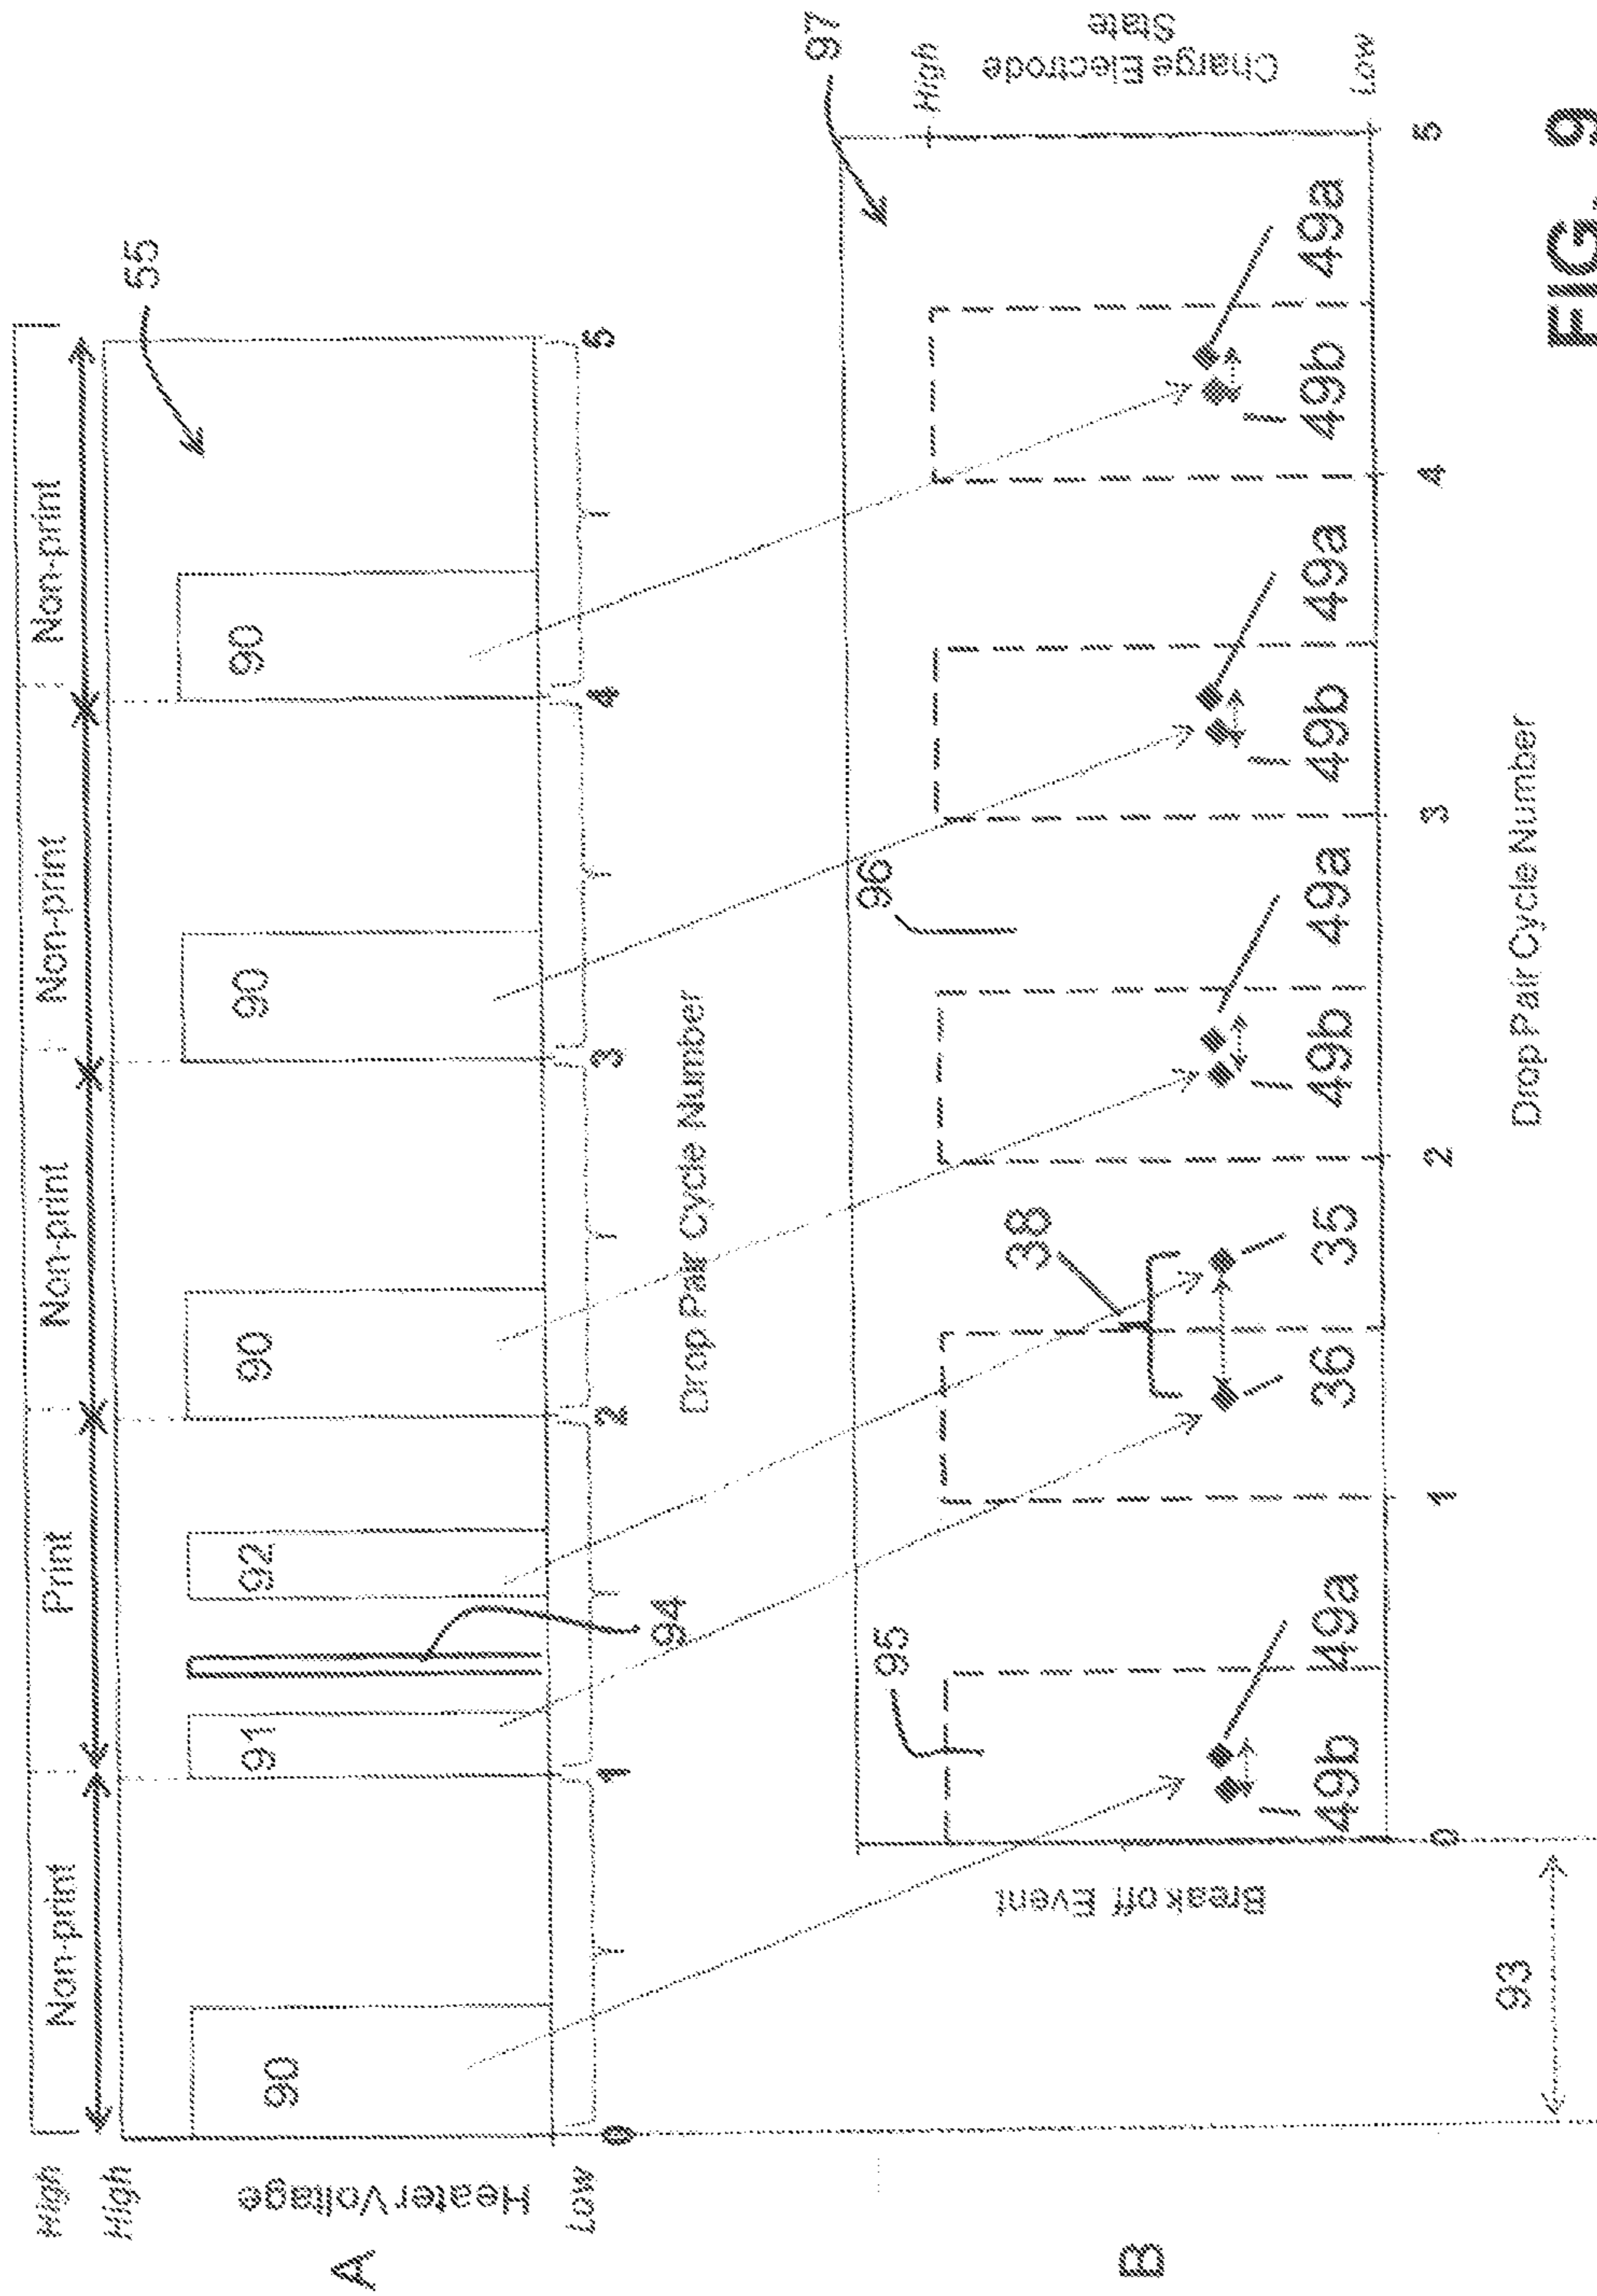 High
Non-print Print Non-print Non-print Non-print
High
55
A
Heater Voltage
90 91 92 90 90 90
94
Low
0 1 2 3 4 5
Drop Pair Cycle Number
97
B
Breakoff Event
95 38 96
High
Charge Electrode
State
49b 49a 36 35 49b 49a 49b 49a 49b 49a
Low
0 1 2 3 4 5
93
Drop Pair Cycle Number
FIG. 9